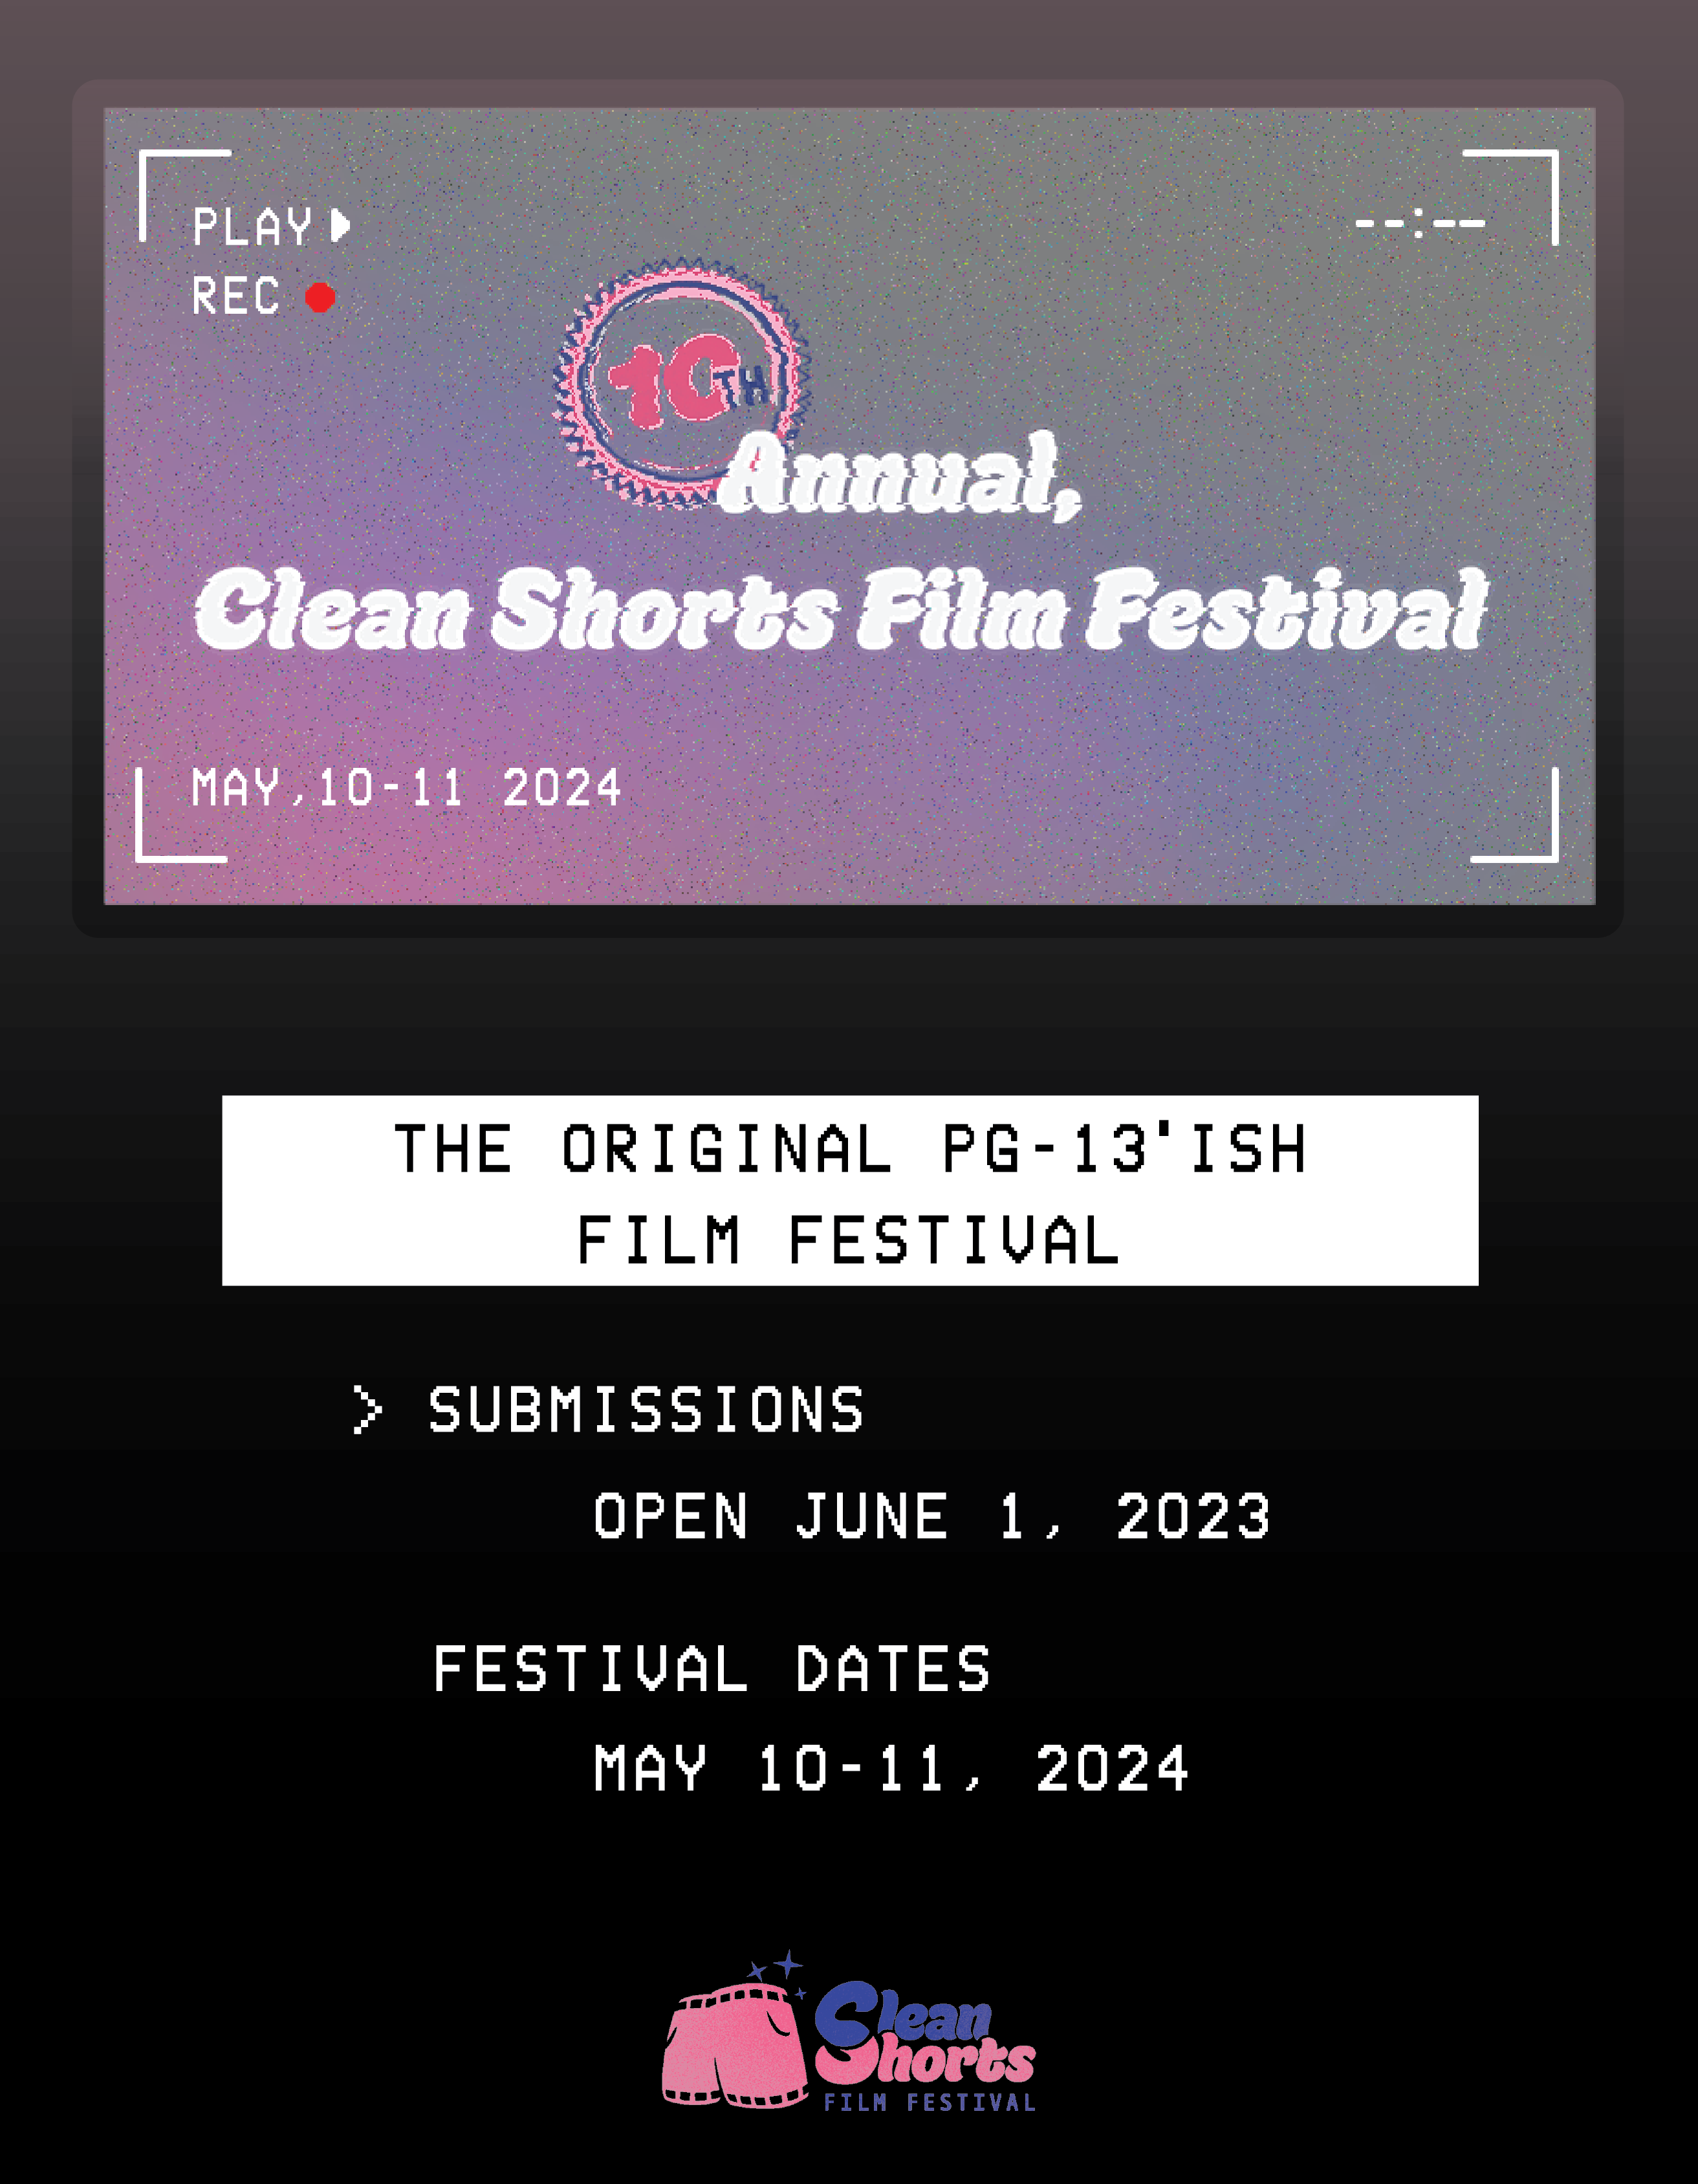 PLAY
--:--
REC
10TH
Annual,
Clean Shorts Film Festival
MAY,10-11 2024
THE ORIGINAL PG-13'ISH
FILM FESTIVAL
> SUBMISSIONS
OPEN JUNE 1, 2023
FESTIVAL DATES
MAY 10-11, 2024
Clean
Shorts
FILM FESTIVAL